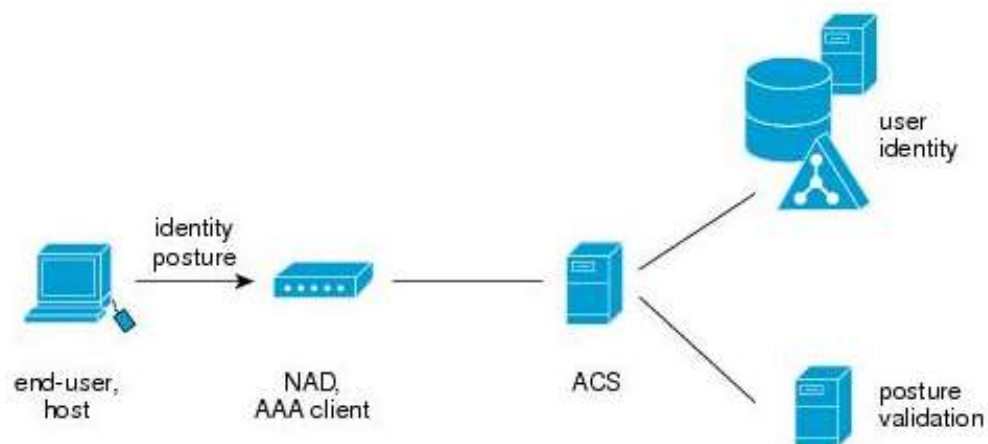 user
identity
identity
posture
end-user,
host
NAD,
AAA client
ACS
posture
validation